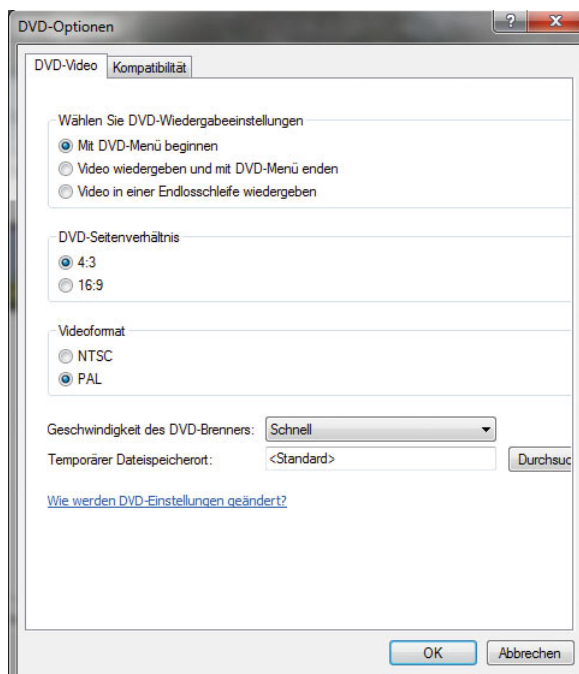 DVD-Optionen
DVD-Video Kompatibilität
Wählen Sie DVD-Wiedergabeeinstellungen
Mit DVD-Menü beginnen
Video wiedergeben und mit DVD-Menü enden
Video in einer Endlosschleife wiedergeben
DVD-Seitenverhältnis
4:3
16:9
Videoformat
NTSC
PAL
Geschwindigkeit des DVD-Brenners: Schnell
Temporärer Dateispeicherort: <Standard> Durchsuc
Wie werden DVD-Einstellungen geändert?
OK Abbrechen